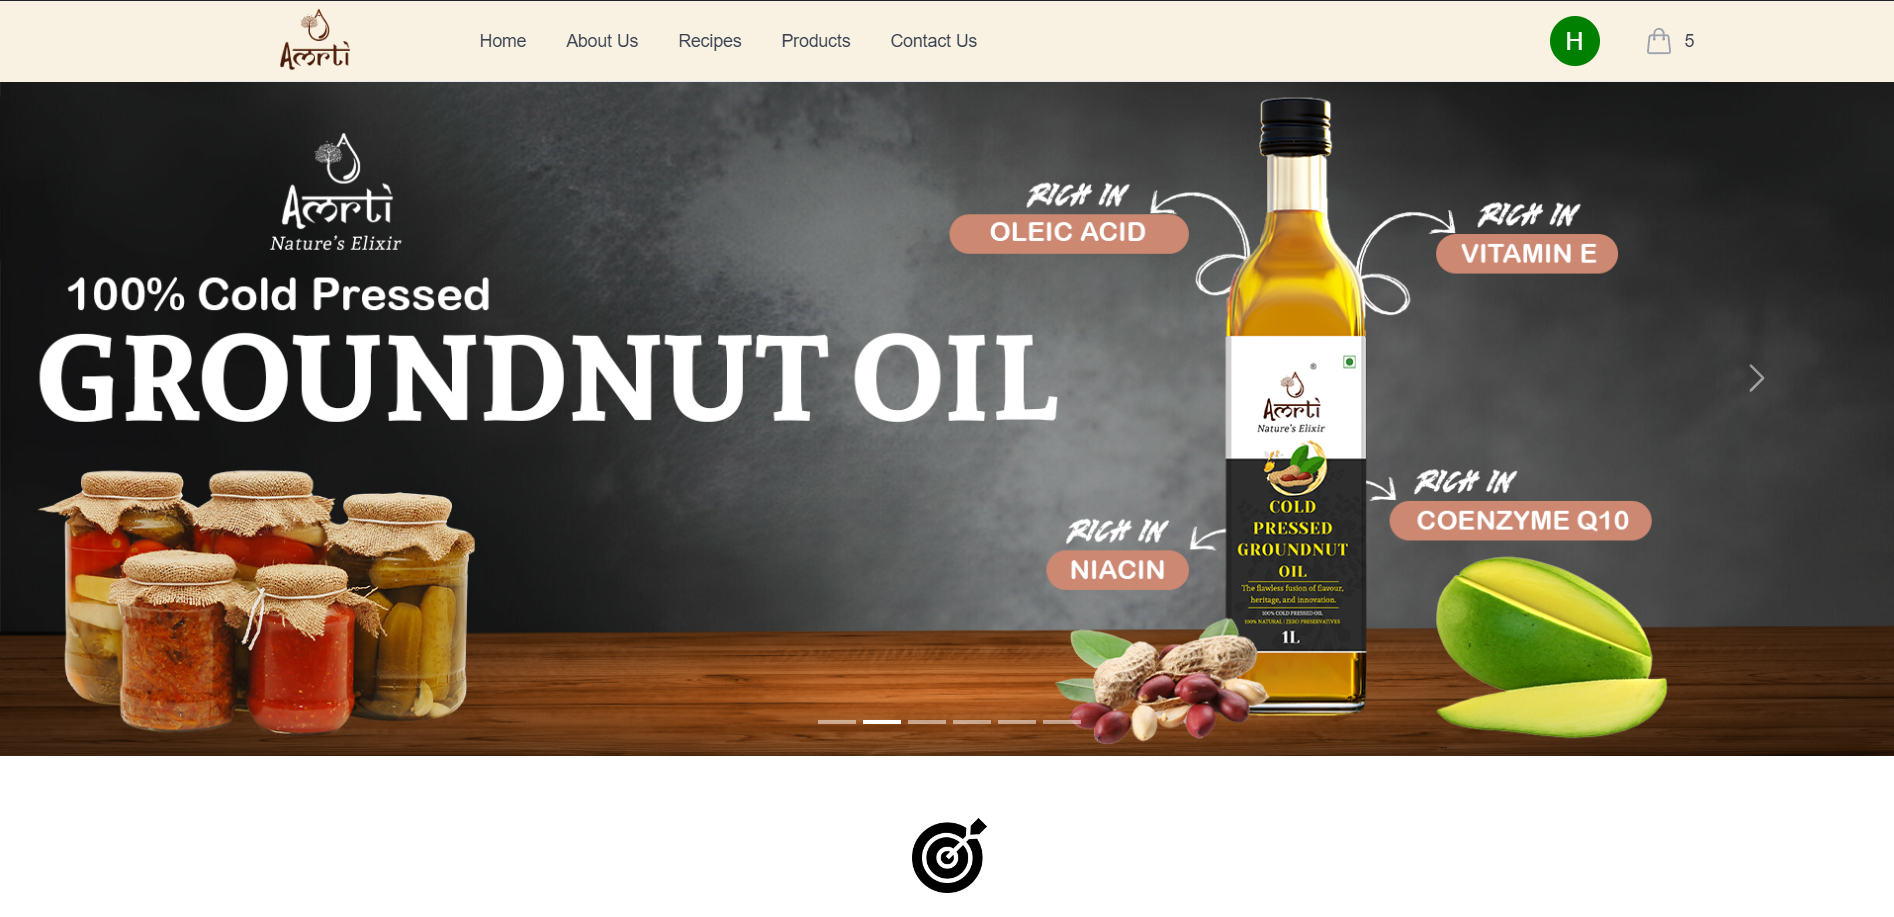 Amrti
Home About Us Recipes Products Contact Us
H
5
Amrti
Nature's Elixir
100% Cold Pressed
GROUNDNUT OIL
RICH IN
OLEIC ACID
RICH IN
VITAMIN E
RICH IN
COENZYME Q10
RICH IN
NIACIN
®
Amrti
Nature's Elixir
COLD
PRESSED
GROUNDNUT
OIL
The flawless fusion of flavour,
heritage, and innovation.
100% COLD PRESSED OIL
100% NATURAL | ZERO PRESERVATIVES
1L